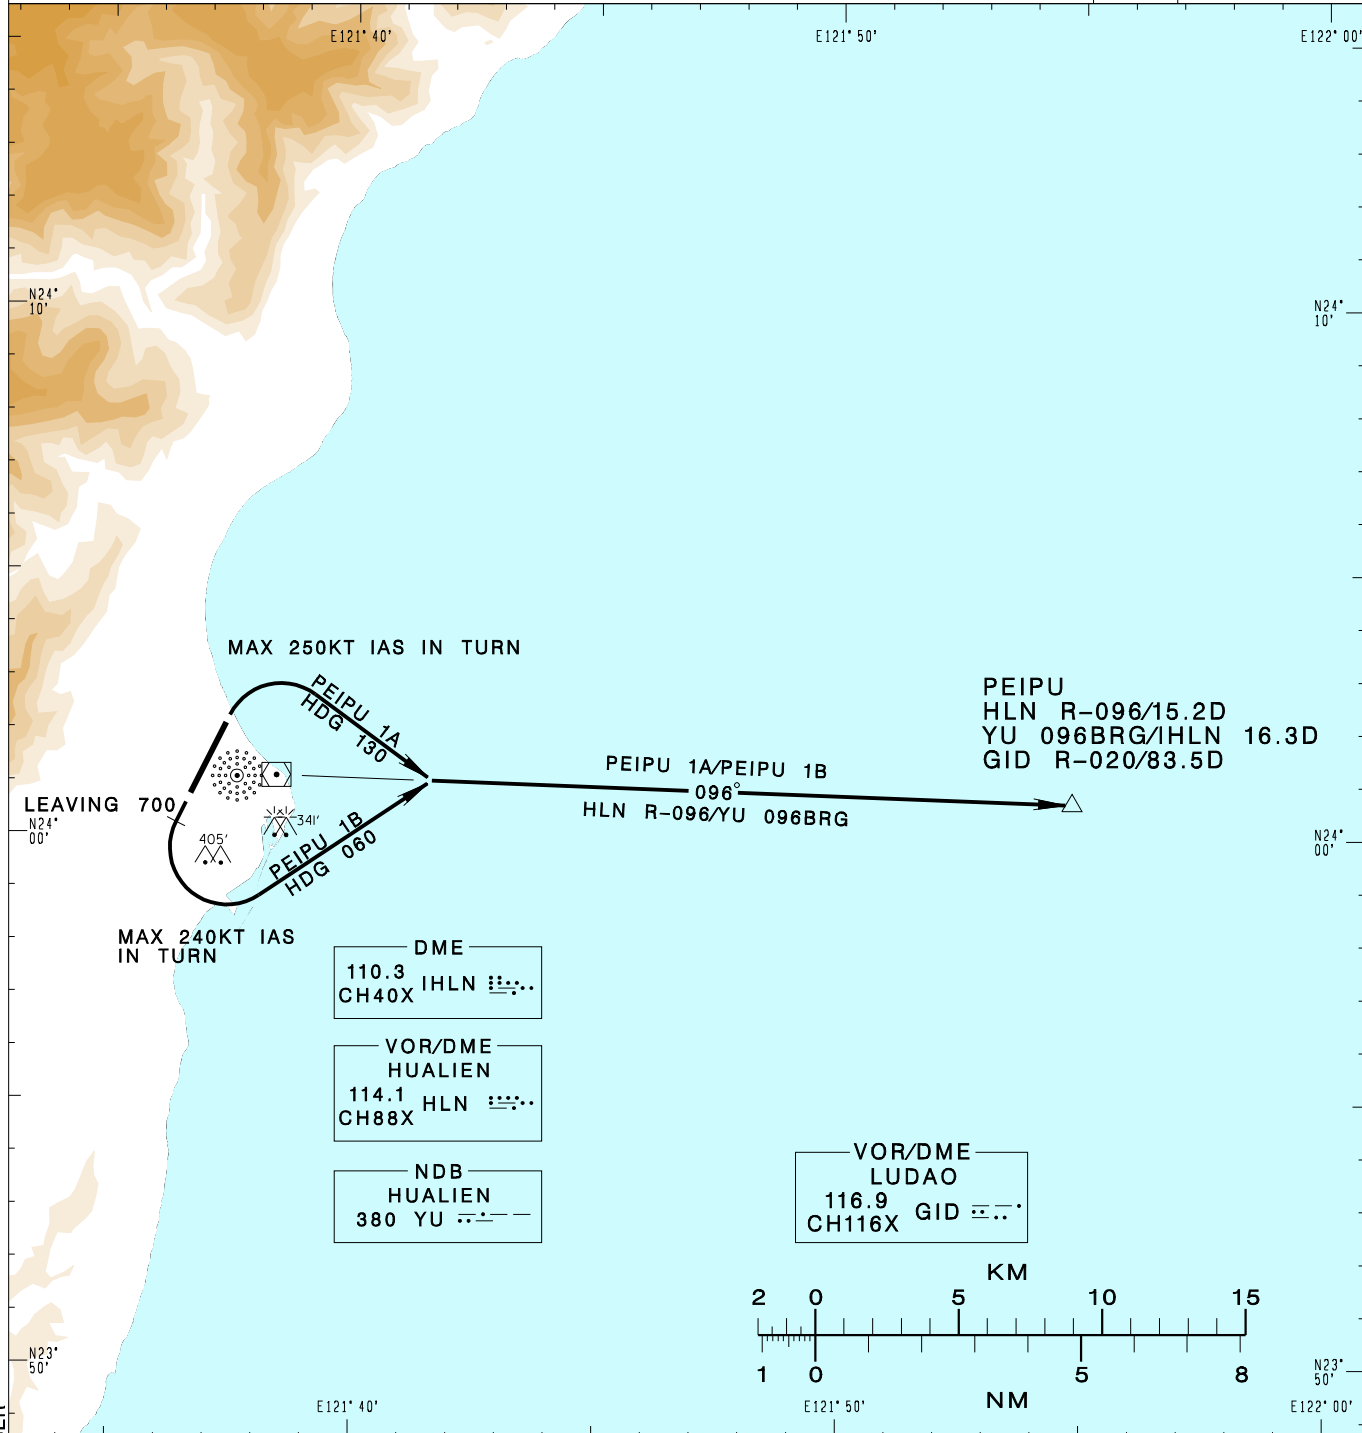 E121° 40'
E121° 50'
E122° 00'
N24°
10'
N24°
10'
MAX 250KT IAS IN TURN
PEIPU 1A
HDG 130
PEIPU
HLN R-096/15.2D
YU 096BRG/IHLN 16.3D
GID R-020/83.5D
PEIPU 1A/PEIPU 1B
096°
HLN R-096/YU 096BRG
LEAVING 700
341'
405'
N24°
00'
N24°
00'
PEIPU 1B
HDG 060
MAX 240KT IAS
IN TURN
DME
110.3
CH40X
IHLN
VOR/DME
HUALIEN
114.1
CH88X
HLN
NDB
HUALIEN
380 YU
VOR/DME
LUDAO
116.9
CH116X
GID
KM
2 0 5 10 15
1 0 5 8
NM
N23°
50'
N23°
50'
E121° 40'
E121° 50'
E122° 00'